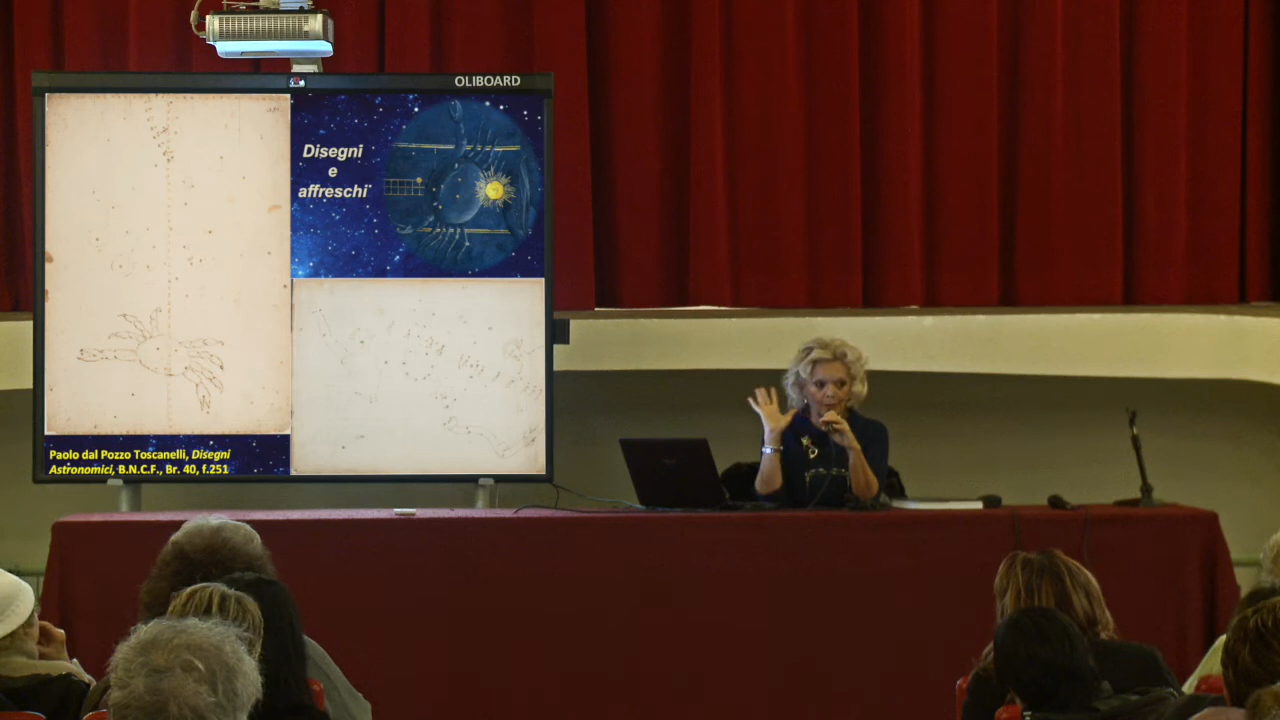 OLIBOARD
Disegni
e
affreschi
Paolo dal Pozzo Toscanelli, Disegni
Astronomici, B.N.C.F., Br. 40, f.251